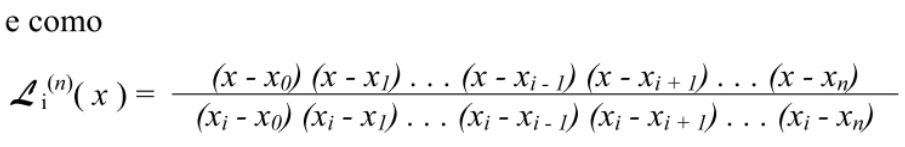 e como
ℒᵢ⁽ⁿ⁾( x ) = (x - x₀) (x - x₁) . . . (x - xᵢ ₋ ₁) (x - xᵢ ₊ ₁) . . . (x - xₙ)
(xᵢ - x₀) (xᵢ - x₁) . . . (xᵢ - xᵢ ₋ ₁) (xᵢ - xᵢ ₊ ₁) . . . (xᵢ - xₙ)